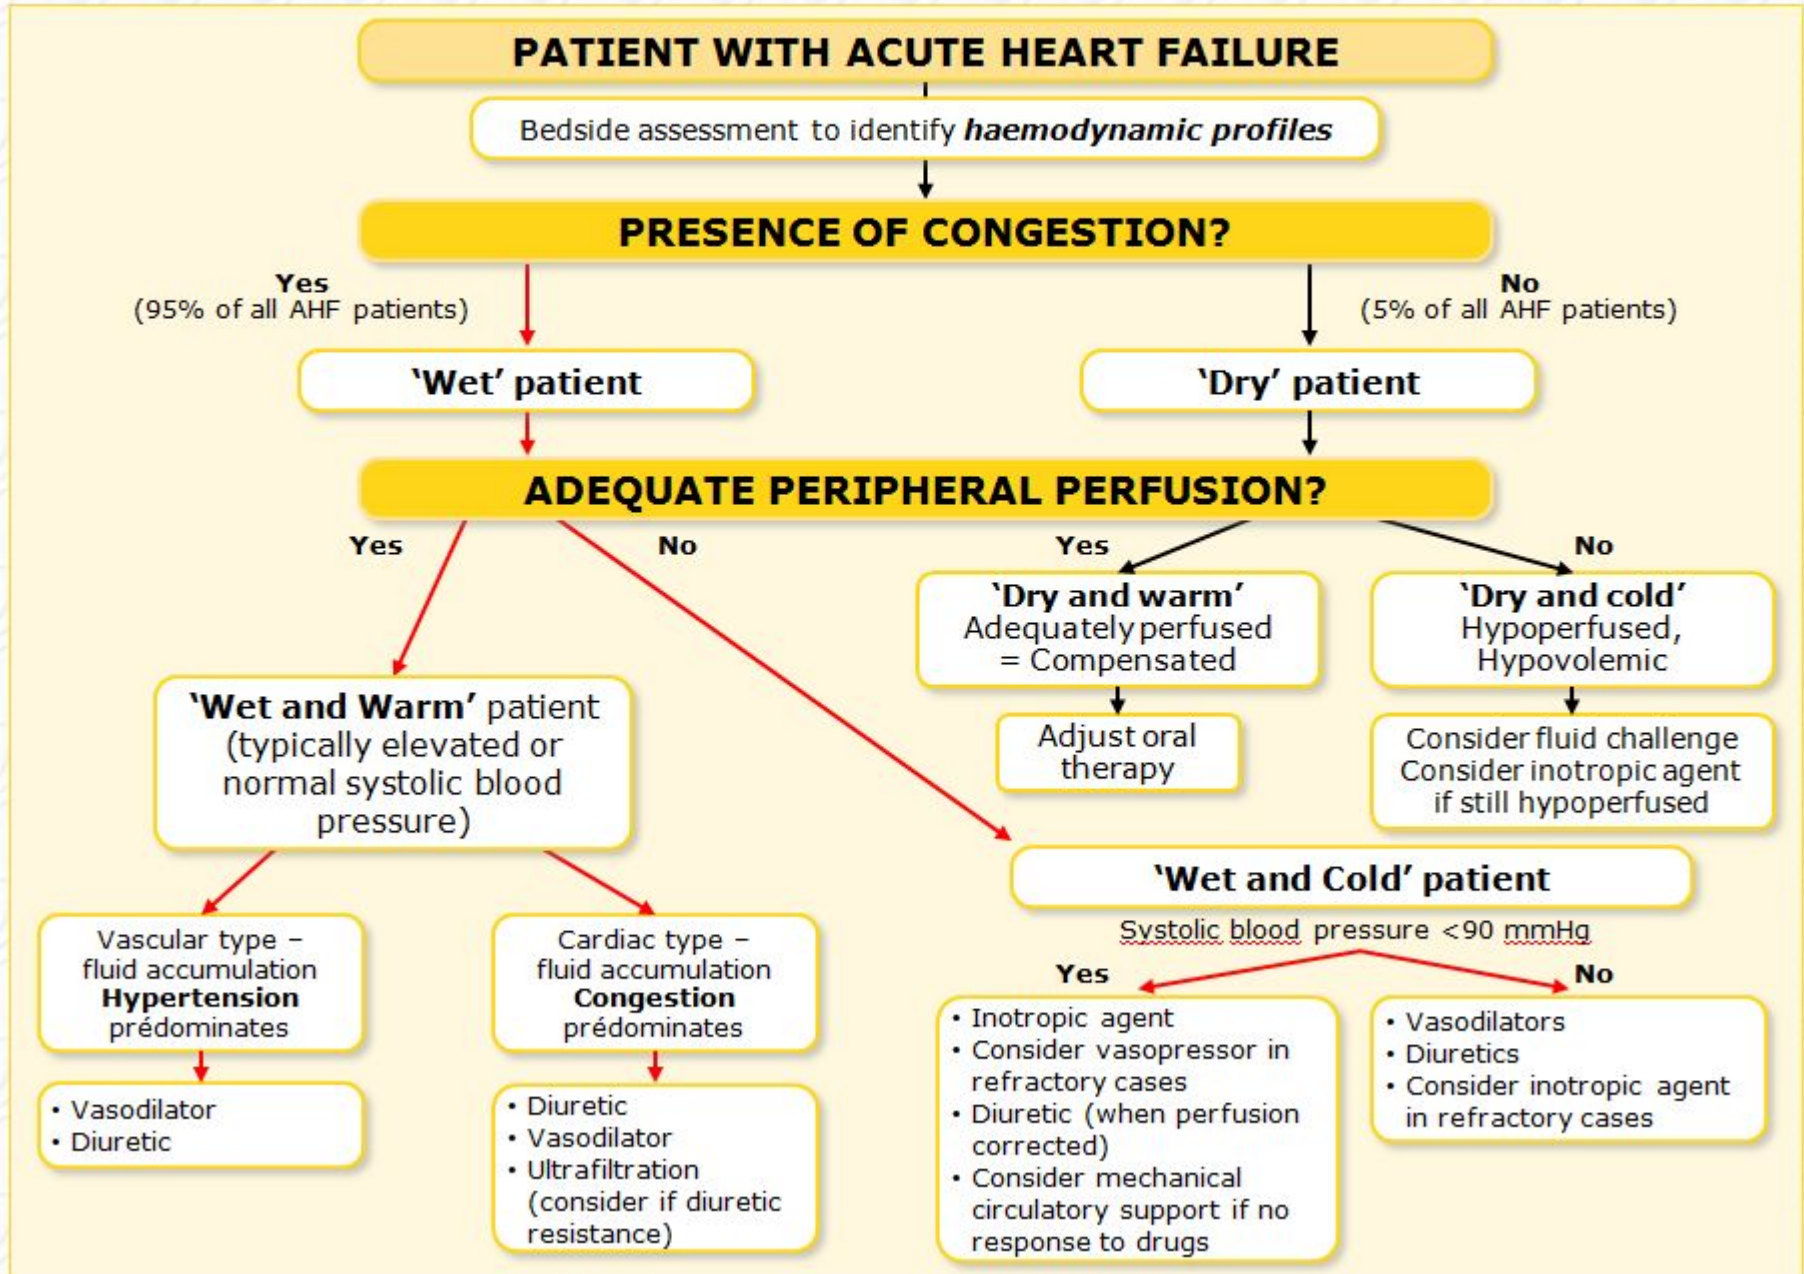 PATIENT WITH ACUTE HEART FAILURE
Bedside assessment to identify haemodynamic profiles
PRESENCE OF CONGESTION?
Yes
(95% of all AHF patients)
No
(5% of all AHF patients)
‘Wet’ patient
‘Dry’ patient
ADEQUATE PERIPHERAL PERFUSION?
Yes
No
Yes
No
‘Dry and warm’
Adequately perfused
= Compensated
‘Dry and cold’
Hypoperfused,
Hypovolemic
Adjust oral
therapy
Consider fluid challenge
Consider inotropic agent
if still hypoperfused
‘Wet and Warm’ patient
(typically elevated or
normal systolic blood
pressure)
‘Wet and Cold’ patient
Systolic blood pressure <90 mmHg
Yes
No
Vascular type –
fluid accumulation
Hypertension
prédominates
Cardiac type –
fluid accumulation
Congestion
prédominates
• Vasodilator
• Diuretic
• Diuretic
• Vasodilator
• Ultrafiltration
(consider if diuretic
resistance)
• Inotropic agent
• Consider vasopressor in
refractory cases
• Diuretic (when perfusion
corrected)
• Consider mechanical
circulatory support if no
response to drugs
• Vasodilators
• Diuretics
• Consider inotropic agent
in refractory cases